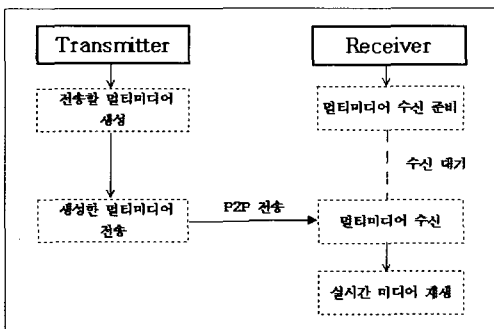 Transmitter
Receiver
전송할 멀티미디어
생성
멀티미디어 수신 준비
수신 대기
생성한 멀티미디어
전송
P2P 전송
멀티미디어 수신
실시간 미디어 재생